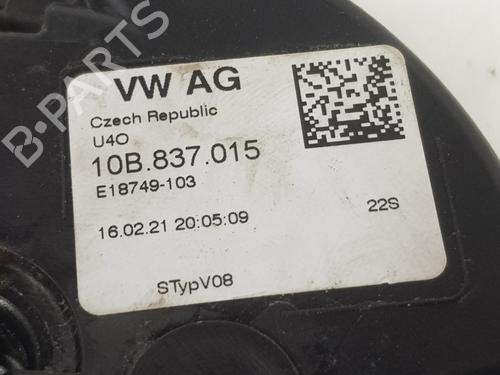 VW AG
Czech Republic
U4O
10B.837.015
E18749-103
16.02.21 20:05:09
22S
STypV08
B-PARTS